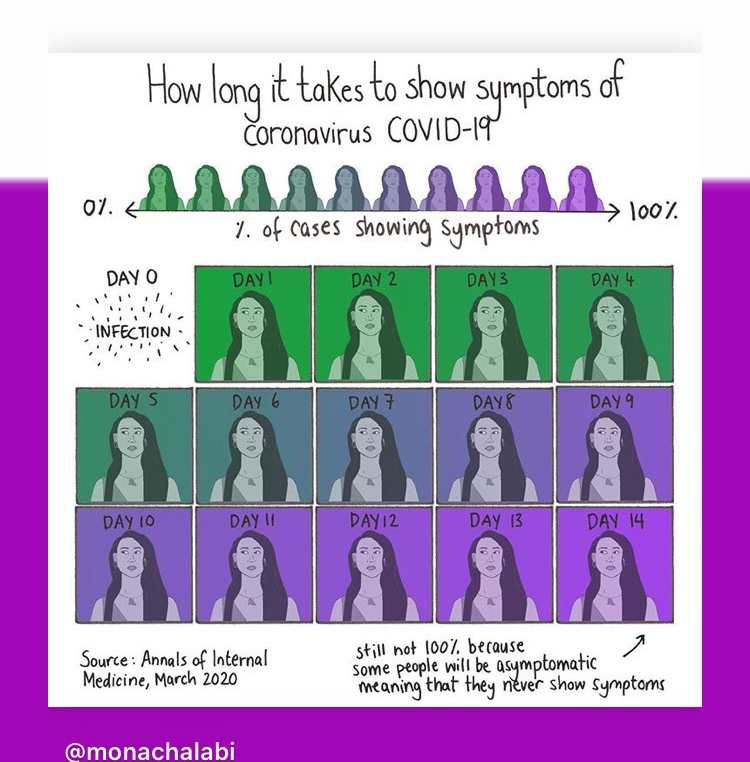 How long it takes to show symptoms of
coronavirus COVID-19
0% 100%
% of cases showing symptoms
DAY 0 DAY 1 DAY 2 DAY 3 DAY 4
INFECTION
DAY 5 DAY 6 DAY 7 DAY 8 DAY 9
DAY 10 DAY 11 DAY 12 DAY 13 DAY 14
Source: Annals of Internal
Medicine, March 2020
still not 100% because
some people will be asymptomatic
meaning that they never show symptoms
@monachalabi